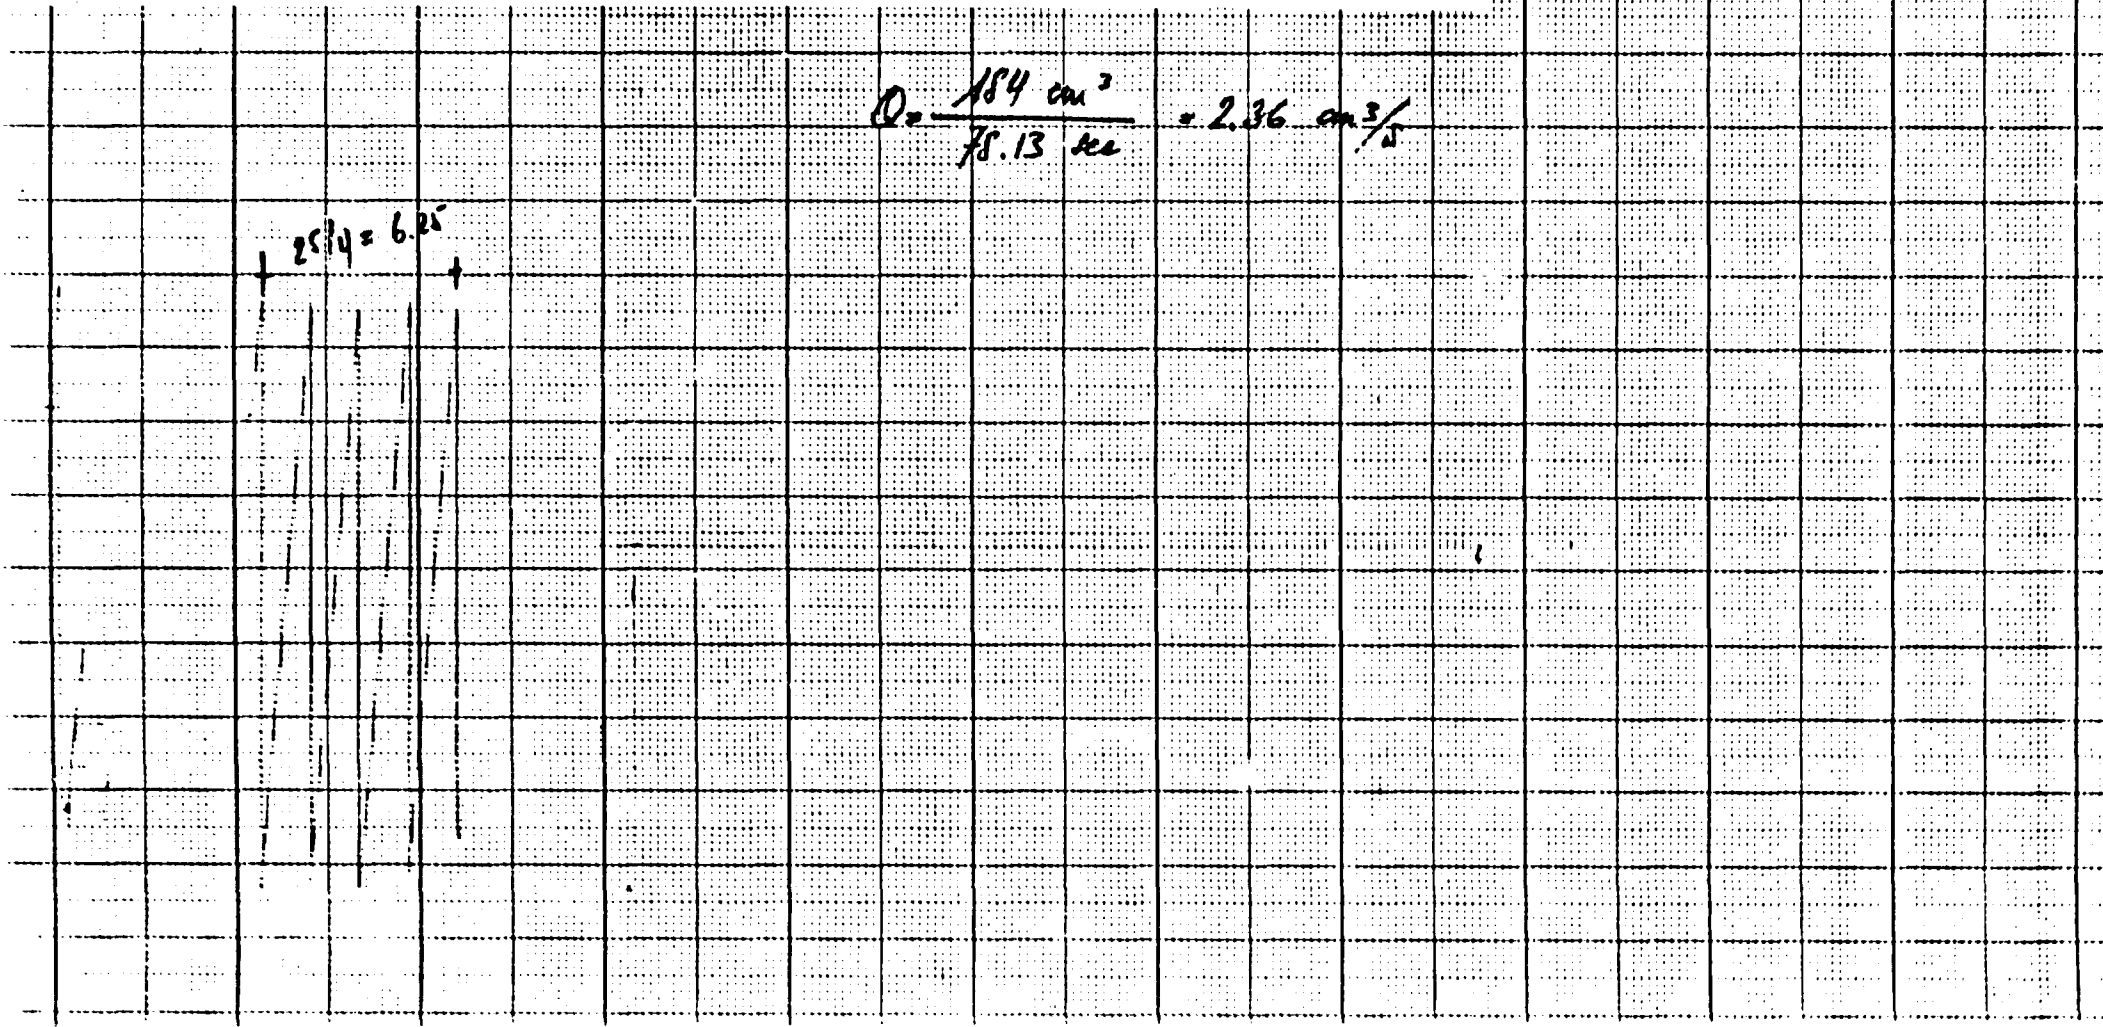 Q = 184 cm³ / 78.13 sec = 2.36 cm³/s
25/4 = 6.25